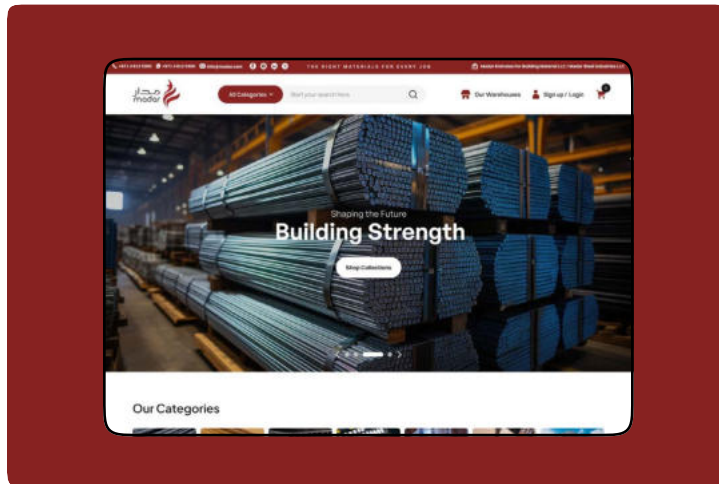 THE RIGHT MATERIALS FOR EVERY JOB
مدار
madar
All Categories
Start your search here
Our Warehouses
Sign up / Login
Shaping the Future
Building Strength
Shop Collections
Our Categories